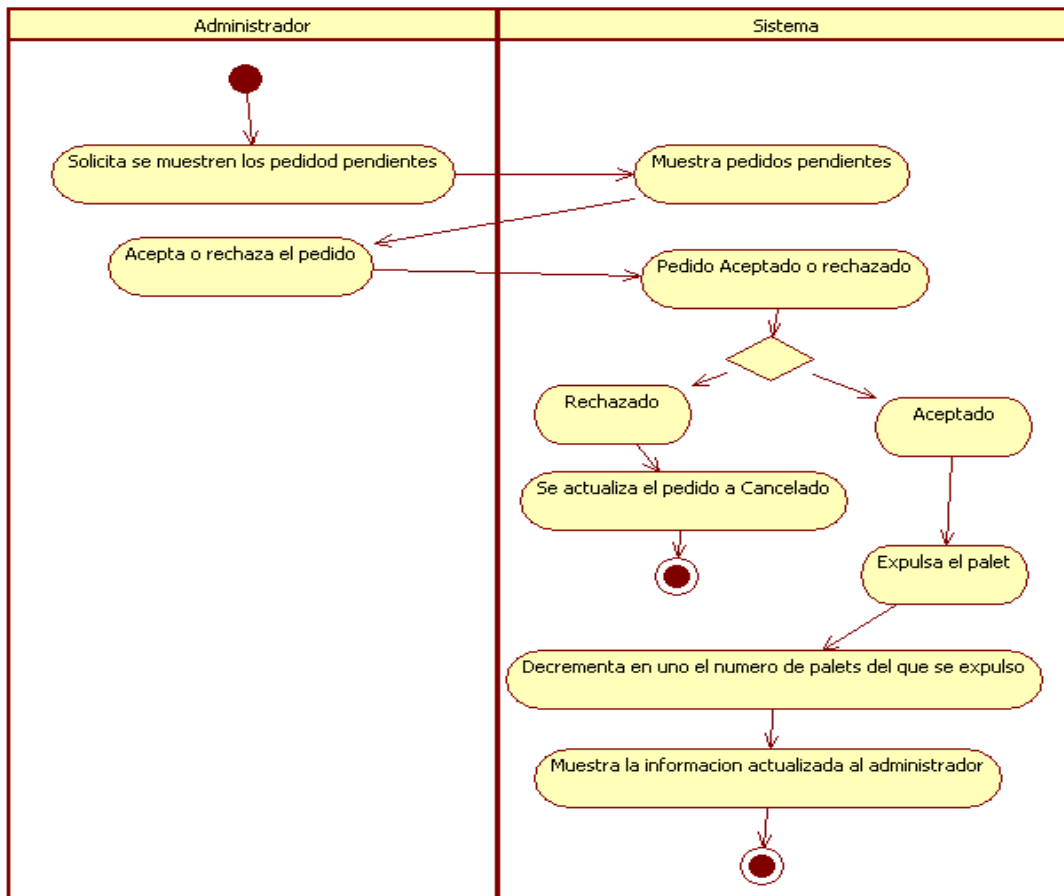 Administrador
Sistema
Solicita se muestren los pedidod pendientes
Muestra pedidos pendientes
Acepta o rechaza el pedido
Pedido Aceptado o rechazado
Rechazado
Aceptado
Se actualiza el pedido a Cancelado
Expulsa el palet
Decrementa en uno el numero de palets del que se expulso
Muestra la informacion actualizada al administrador